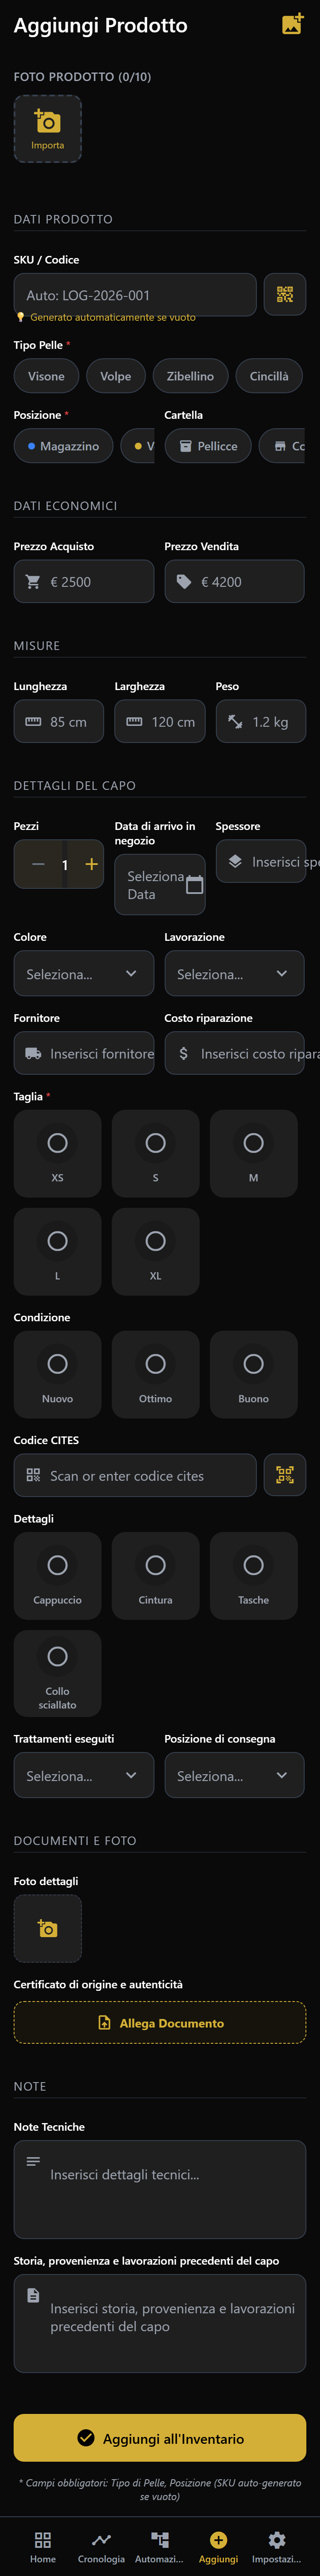 Aggiungi Prodotto
FOTO PRODOTTO (0/10)
Importa
DATI PRODOTTO
SKU / Codice
Auto: LOG-2026-001
Generato automaticamente se vuoto
Tipo Pelle *
Visone Volpe Zibellino Cincillà
Posizione * Cartella
Magazzino V Pellicce Co
DATI ECONOMICI
Prezzo Acquisto Prezzo Vendita
€ 2500 € 4200
MISURE
Lunghezza Larghezza Peso
85 cm 120 cm 1.2 kg
DETTAGLI DEL CAPO
Pezzi Data di arrivo in Spessore
negozio
1 Seleziona Inserisci spe
Data
Colore Lavorazione
Seleziona... Seleziona...
Fornitore Costo riparazione
Inserisci fornitore Inserisci costo ripara
Taglia *
XS S M
L XL
Condizione
Nuovo Ottimo Buono
Codice CITES
Scan or enter codice cites
Dettagli
Cappuccio Cintura Tasche
Collo
sciallato
Trattamenti eseguiti Posizione di consegna
Seleziona... Seleziona...
DOCUMENTI E FOTO
Foto dettagli
Certificato di origine e autenticità
Allega Documento
NOTE
Note Tecniche
Inserisci dettagli tecnici...
Storia, provenienza e lavorazioni precedenti del capo
Inserisci storia, provenienza e lavorazioni
precedenti del capo
Aggiungi all'Inventario
* Campi obbligatori: Tipo di Pelle, Posizione (SKU auto-generato
se vuoto)
Home Cronologia Automazi... Aggiungi Impostazi...